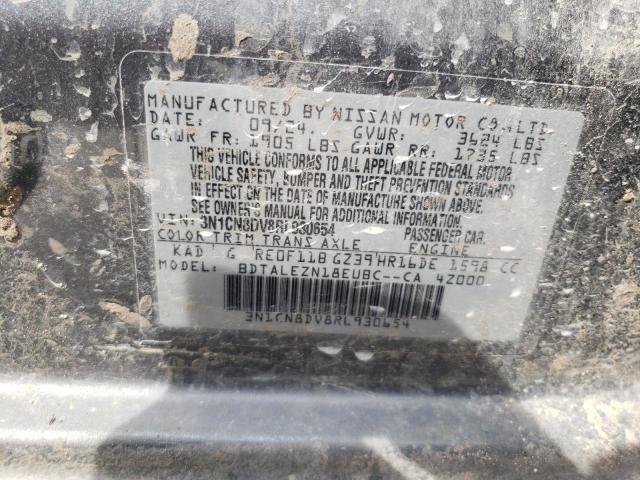 MANUFACTURED BY NISSAN MOTOR CO.,LTD.
DATE: 09/24. GVWR: 3624 LBS
GAWR FR: 1905 LBS GAWR RR: 1735 LBS
THIS VEHICLE CONFORMS TO ALL APPLICABLE FEDERAL MOTOR
VEHICLE SAFETY, BUMPER AND THEFT PREVENTION STANDARDS
IN EFFECT ON THE DATE OF MANUFACTURE SHOWN ABOVE.
SEE OWNER'S MANUAL FOR ADDITIONAL INFORMATION.
VIN: 3N1CN8DV8RL930654 PASSENGER CAR.
COLOR TRIM TRANS AXLE ENGINE
KAD G RE0F11B GZ39 HR16DE 1598 CC
MODEL: BDTALEZN18EUBC--CA 42000
3N1CN8DV8RL930654